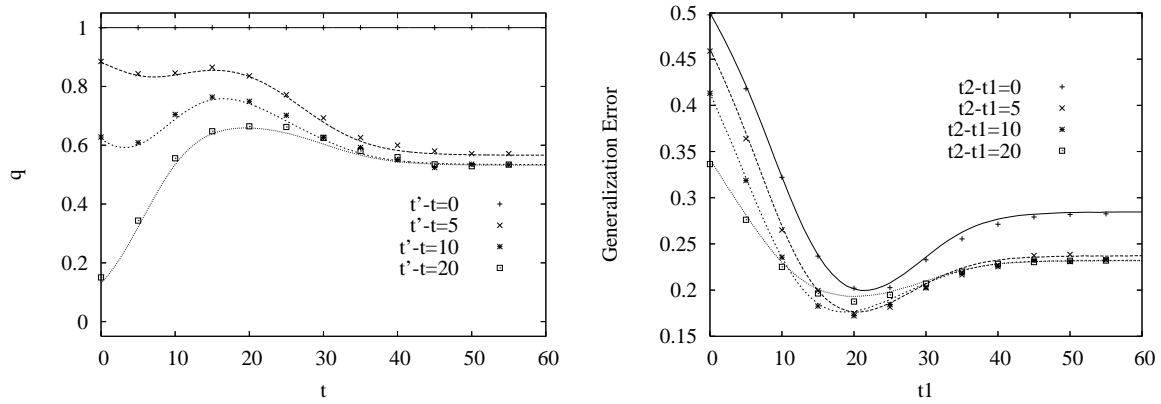 1
0.8
0.6
0.4
0.2
0
q
0 10 20 30 40 50 60
t
t'-t=0
t'-t=5
t'-t=10
t'-t=20
0.5
0.45
0.4
0.35
0.3
0.25
0.2
0.15
Generalization Error
0 10 20 30 40 50 60
t1
t2-t1=0
t2-t1=5
t2-t1=10
t2-t1=20